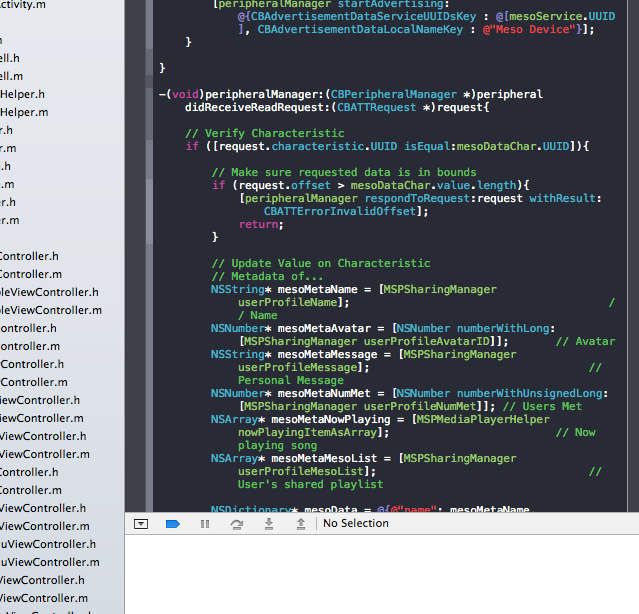 ctivity.m
ell.h
ell.m
Helper.h
Helper.m
r.h
r.m
.h
.m
er.h
er.m
Controller.h
Controller.m
leViewController.h
leViewController.m
ontroller.h
ontroller.m
Controller.h
Controller.m
iewController.h
iewController.m
ViewController.h
ViewController.m
Controller.h
Controller.m
ViewController.h
ViewController.m
uViewController.h
uViewController.m
ViewController.h
ViewController.m
[peripheralManager startAdvertising:
@{CBAdvertisementDataServiceUUIDsKey : @[mesoService.UUID
], CBAdvertisementDataLocalNameKey : @"Meso Device"}];
}
}
-(void)peripheralManager:(CBPeripheralManager *)peripheral
didReceiveReadRequest:(CBATTRequest *)request{
// Verify Characteristic
if ([request.characteristic.UUID isEqual:mesoDataChar.UUID]){
// Make sure requested data is in bounds
if (request.offset > mesoDataChar.value.length){
[peripheralManager respondToRequest:request withResult:
CBATTErrorInvalidOffset];
return;
}
// Update Value on Characteristic
// Metadata of...
NSString* mesoMetaName = [MSPSharingManager
userProfileName]; /
/ Name
NSNumber* mesoMetaAvatar = [NSNumber numberWithLong:
[MSPSharingManager userProfileAvatarID]]; // Avatar
NSString* mesoMetaMessage = [MSPSharingManager
userProfileMessage]; //
Personal Message
NSNumber* mesoMetaNumMet = [NSNumber numberWithUnsignedLong:
[MSPSharingManager userProfileNumMet]]; // Users Met
NSArray* mesoMetaNowPlaying = [MSPMediaPlayerHelper
nowPlayingItemAsArray]; // Now
playing song
NSArray* mesoMetaMesoList = [MSPSharingManager
userProfileMesoList]; //
User's shared playlist
NSDictionary* mesoData = @{@"name": mesoMetaName,
No Selection